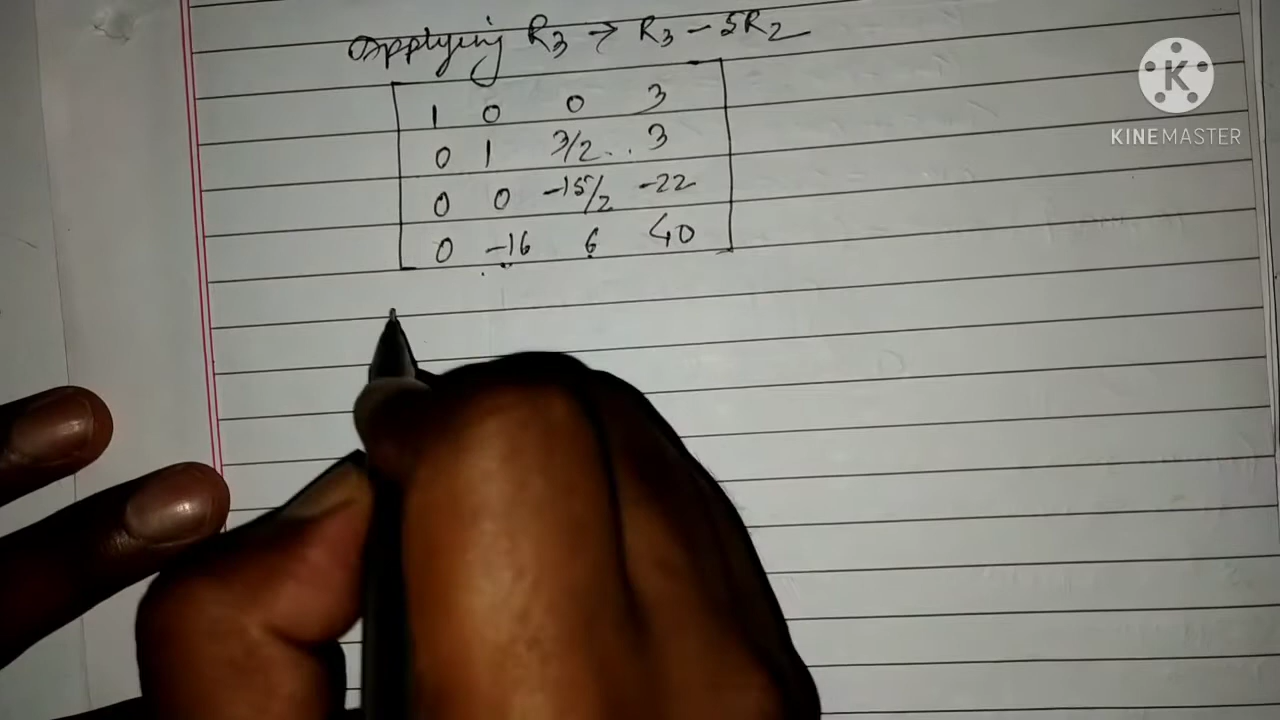 Applying R3 → R3 - 5R2
1 0 0 3
0 1 3/2 3
0 0 -15/2 -22
0 -16 6 40
K
KINEMASTER